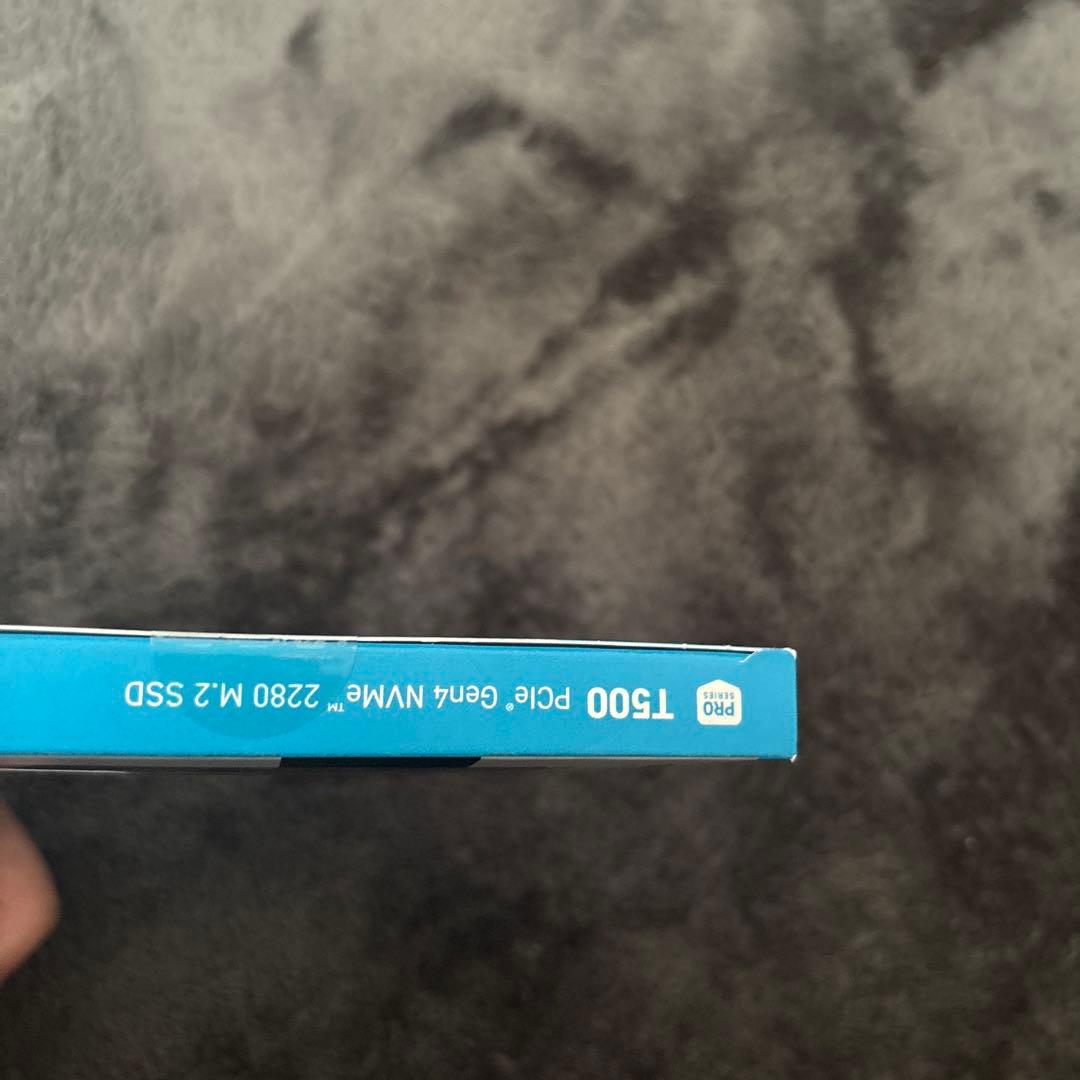 PRO
SERIES
T500 PCIe® Gen4 NVMe™ 2280 M.2 SSD